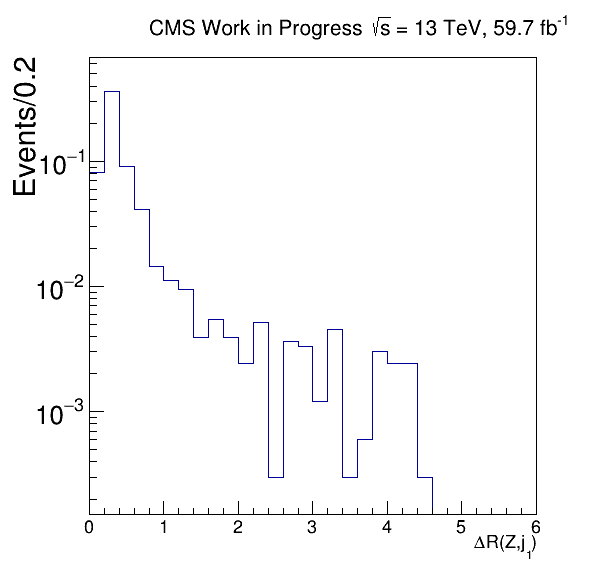 CMS Work in Progress √s = 13 TeV, 59.7 fb⁻¹
Events/0.2
10⁻¹
10⁻²
10⁻³
0 1 2 3 4 5 6
ΔR(Z,j₁)